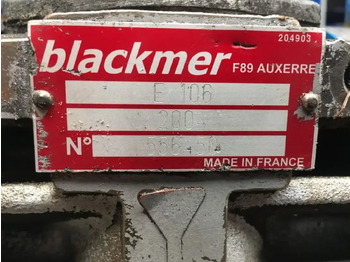 204903
blackmer F89 AUXERRE
E 106
N°
MADE IN FRANCE